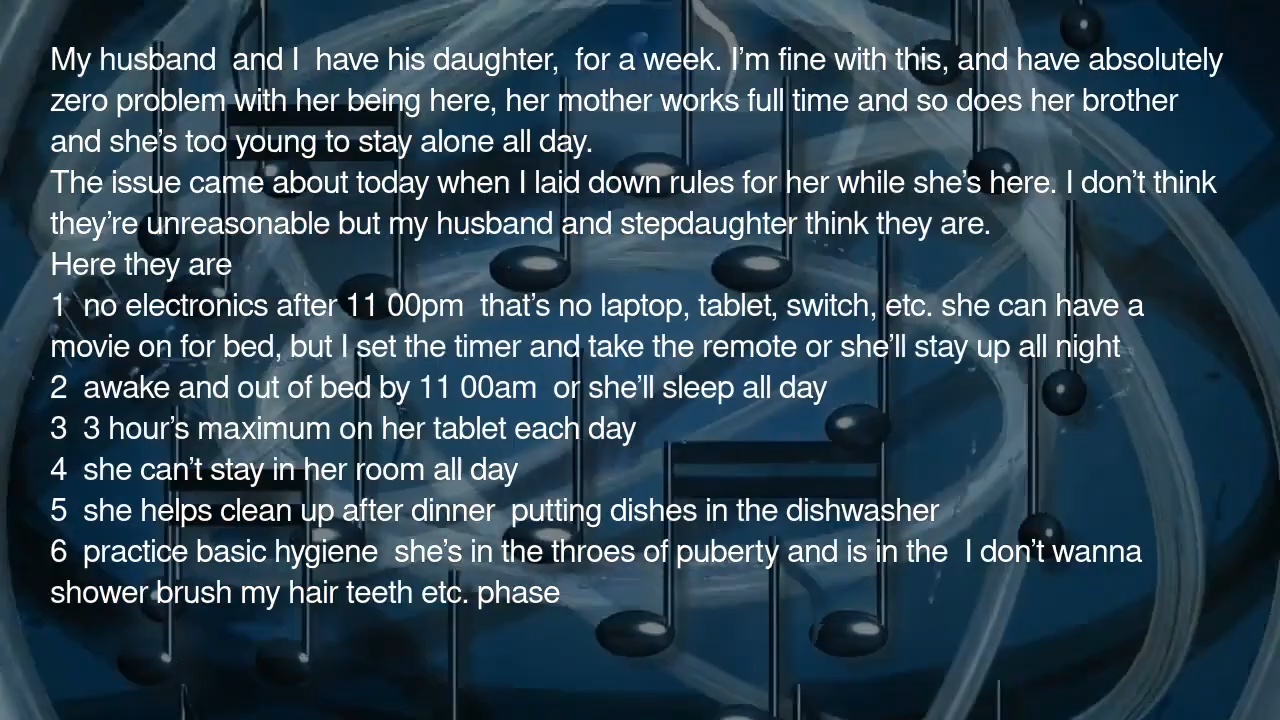 My husband  and I  have his daughter,  for a week. I’m fine with this, and have absolutely
zero problem with her being here, her mother works full time and so does her brother
and she’s too young to stay alone all day.
The issue came about today when I laid down rules for her while she’s here. I don’t think
they’re unreasonable but my husband and stepdaughter think they are.
Here they are
1  no electronics after 11 00pm  that’s no laptop, tablet, switch, etc. she can have a
movie on for bed, but I set the timer and take the remote or she’ll stay up all night
2  awake and out of bed by 11 00am  or she’ll sleep all day
3  3 hour’s maximum on her tablet each day
4  she can’t stay in her room all day
5  she helps clean up after dinner  putting dishes in the dishwasher
6  practice basic hygiene  she’s in the throes of puberty and is in the  I don’t wanna
shower brush my hair teeth etc. phase